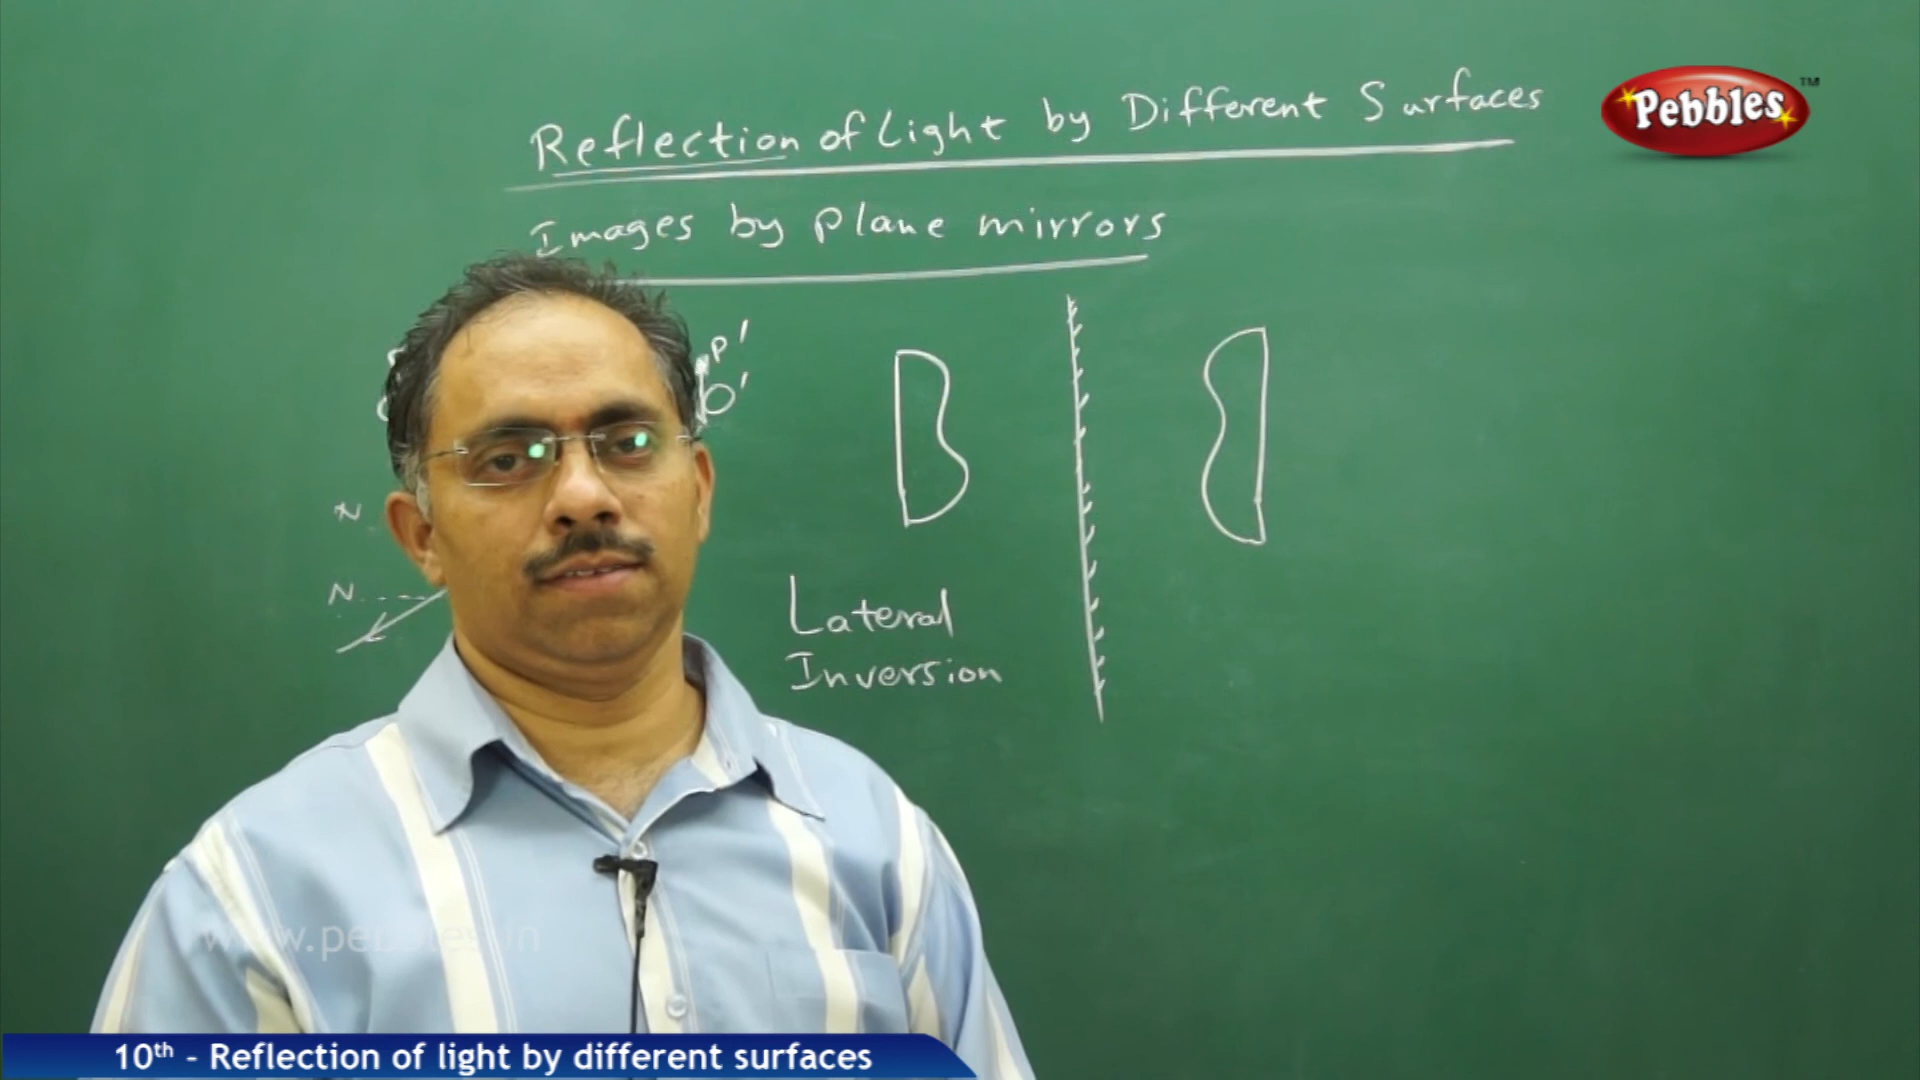 Reflection of Light by Different Surfaces
Pebbles™
Images by plane mirrors
P'
O'
N
N
Lateral
Inversion
10th - Reflection of light by different surfaces